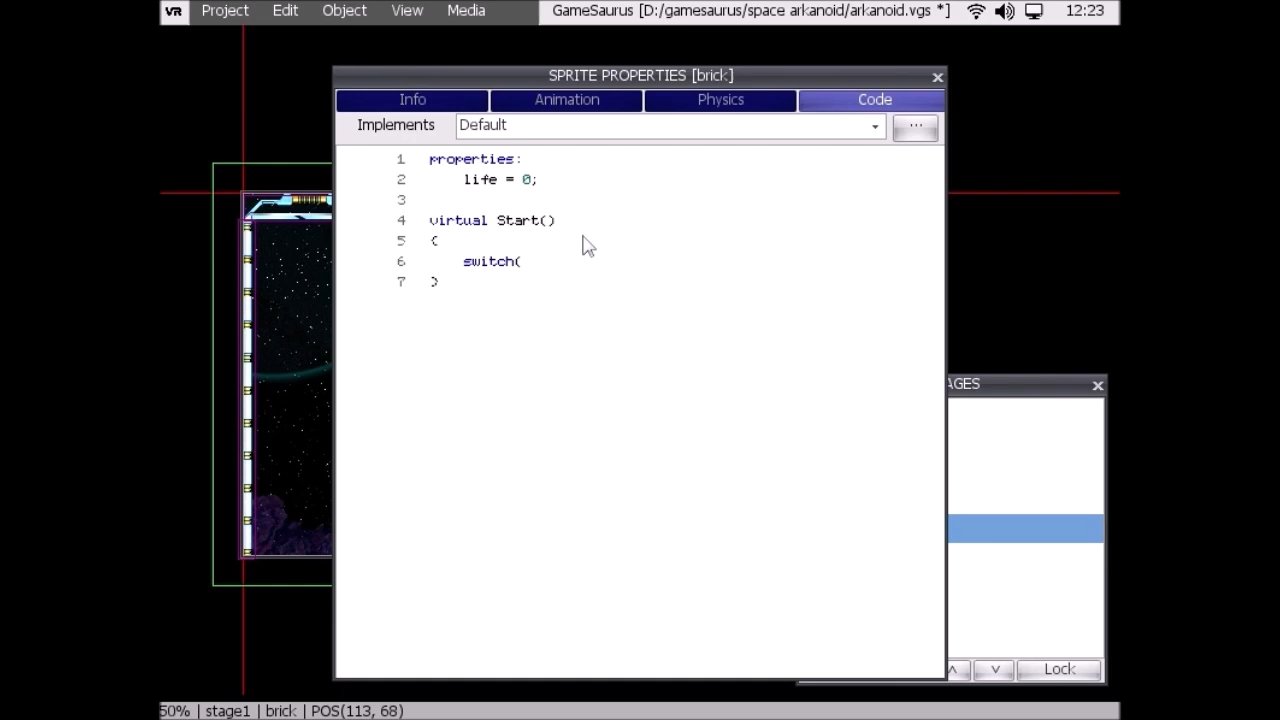 VR Project Edit Object View Media GameSaurus [D:/gamesaurus/space arkanoid/arkanoid.vgs *] 12:23
SPRITE PROPERTIES [brick]
Info Animation Physics Code
Implements Default ...
1 properties:
2 life = 0;
3
4 virtual Start()
5 {
6 switch(
7 }
AGES
Lock
50% | stage1 | brick | POS(113, 68)